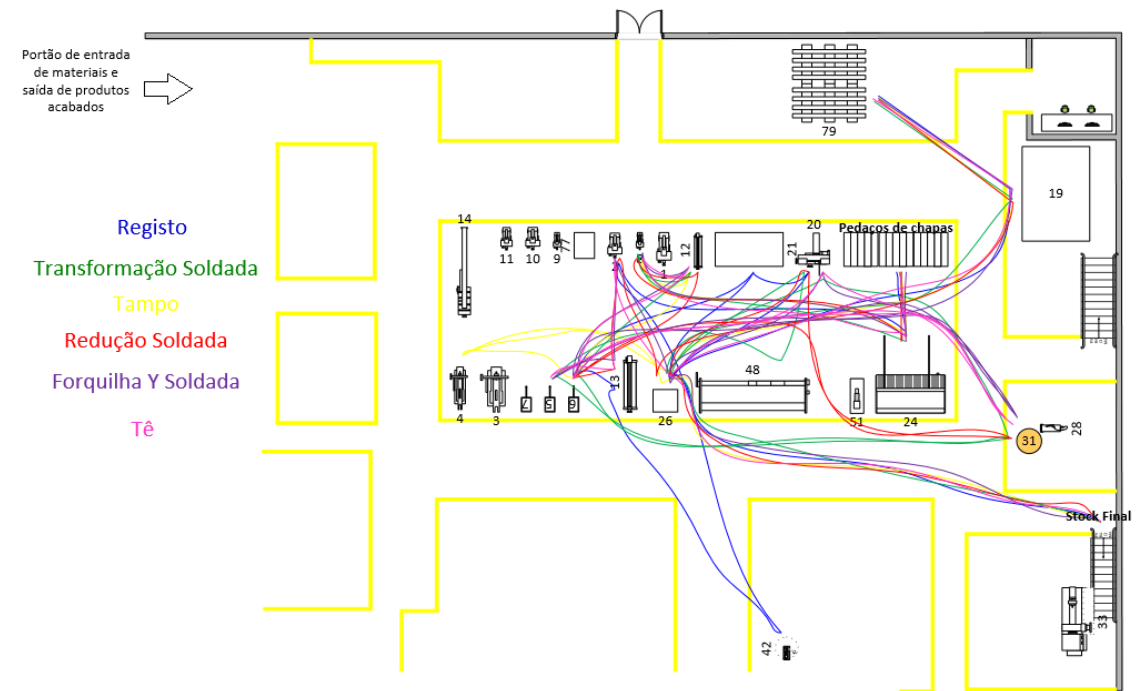 Portão de entrada
de materiais e
saída de produtos
acabados
79
19
Registo
Transformação Soldada
Tampo
Redução Soldada
Forquilha Y Soldada
Tê
14
11
10
9
77
2
1
12
21
20
Pedaços de chapas
4
3
7
5
6
13
26
48
51
24
31
28
Stock Final
42
33